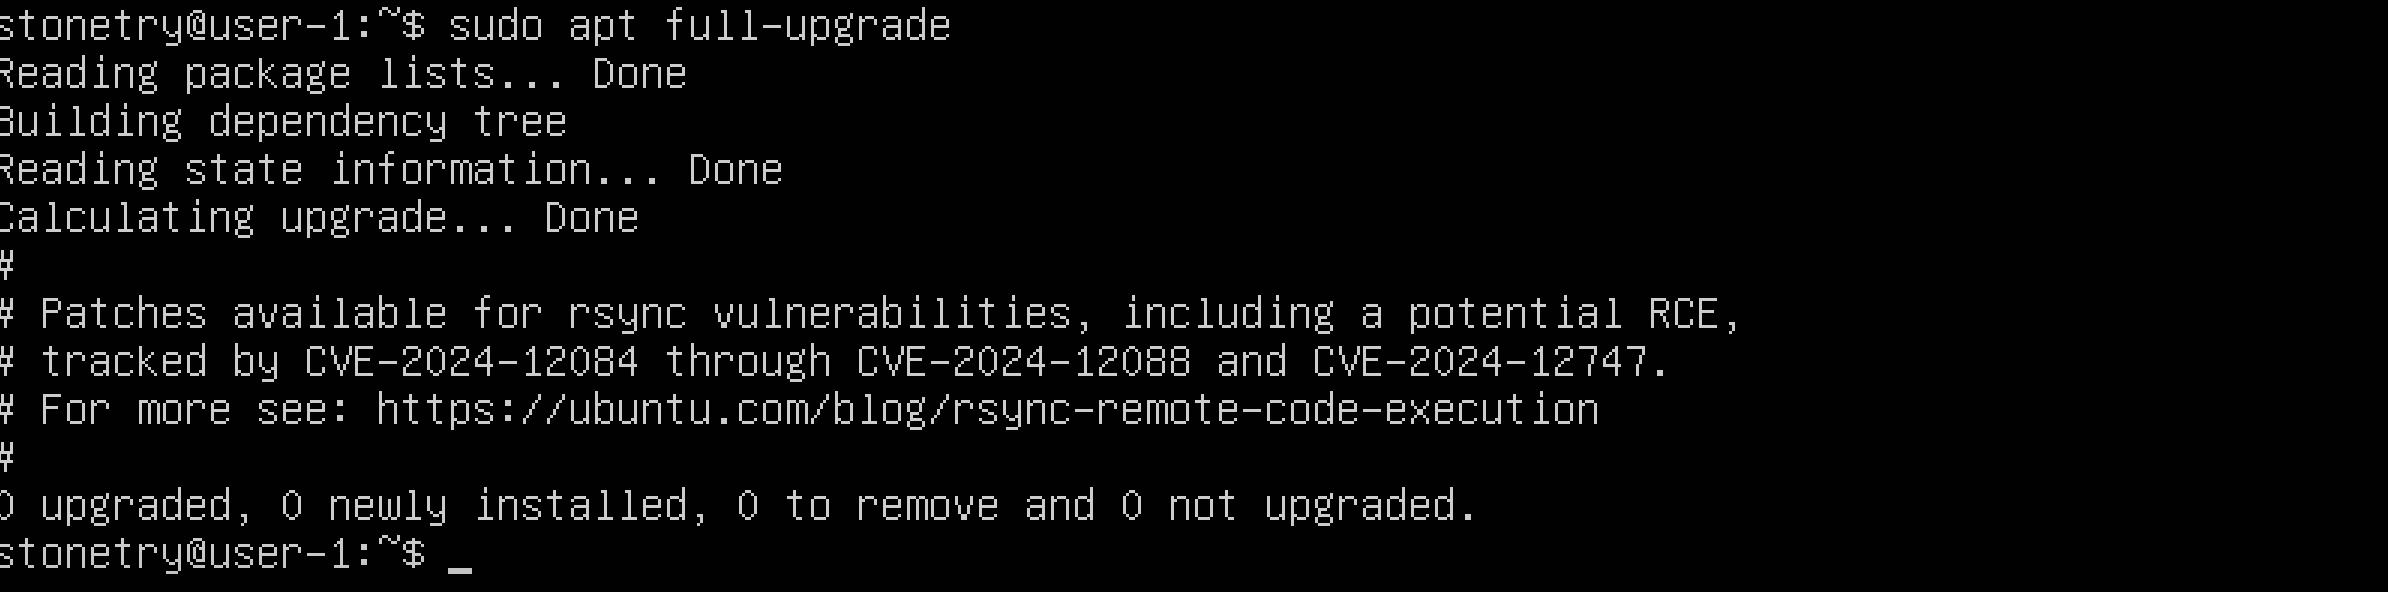 stonetry@user-1:~$ sudo apt full-upgrade
Reading package lists... Done
Building dependency tree
Reading state information... Done
Calculating upgrade... Done
#
# Patches available for rsync vulnerabilities, including a potential RCE,
# tracked by CVE-2024-12084 through CVE-2024-12088 and CVE-2024-12747.
# For more see: https://ubuntu.com/blog/rsync-remote-code-execution
#
0 upgraded, 0 newly installed, 0 to remove and 0 not upgraded.
stonetry@user-1:~$ _